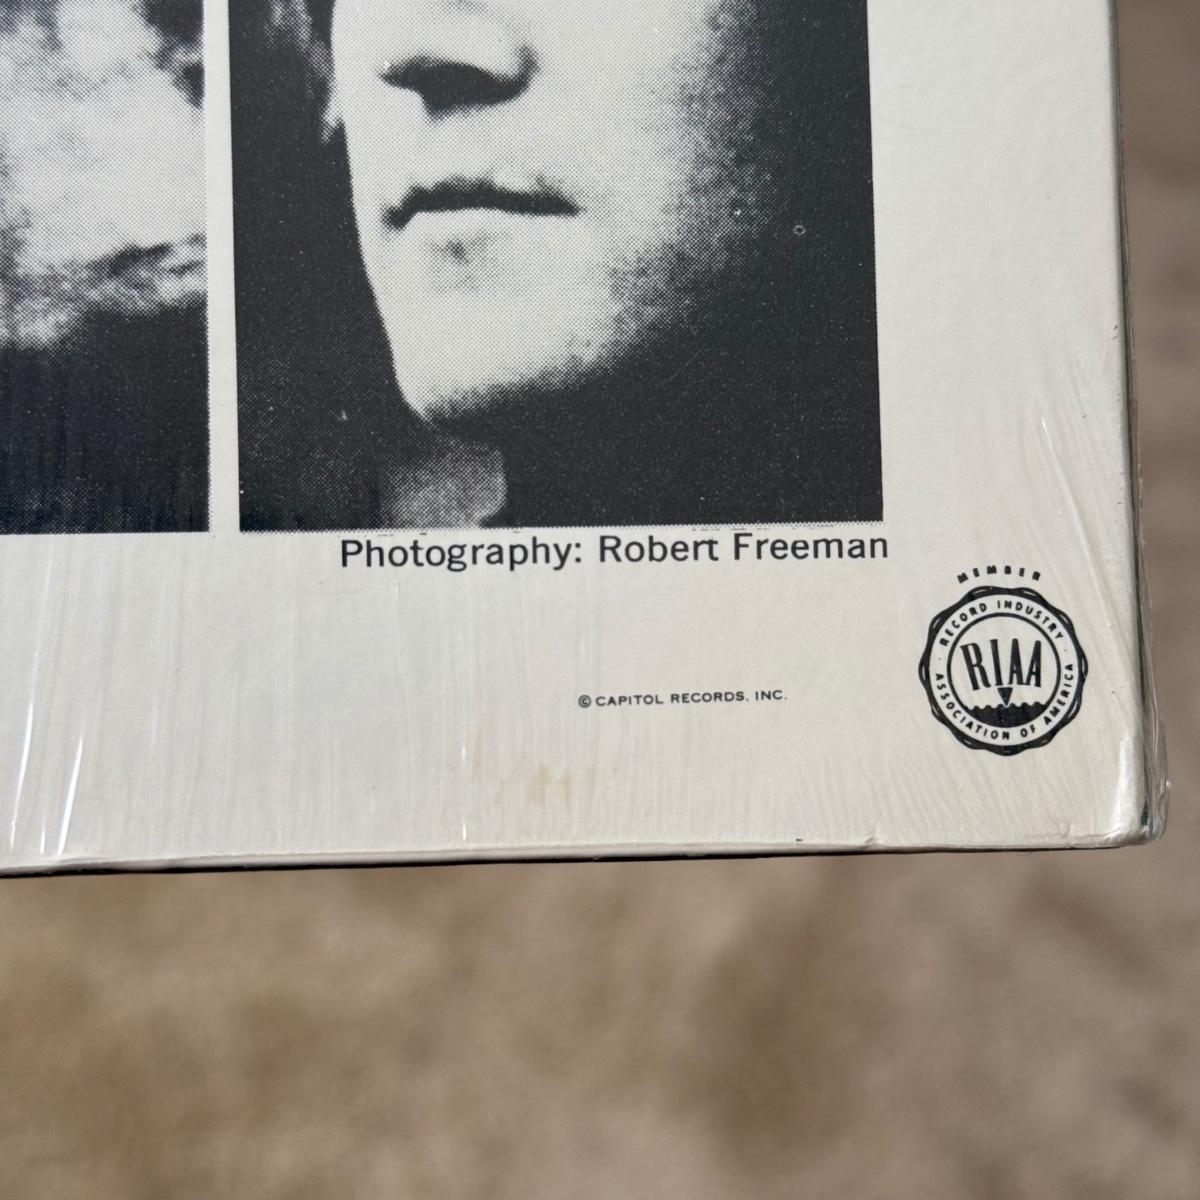 Photography: Robert Freeman
MEMBER
RECORD INDUSTRY
RIAA
ASSOCIATION OF AMERICA
© CAPITOL RECORDS, INC.